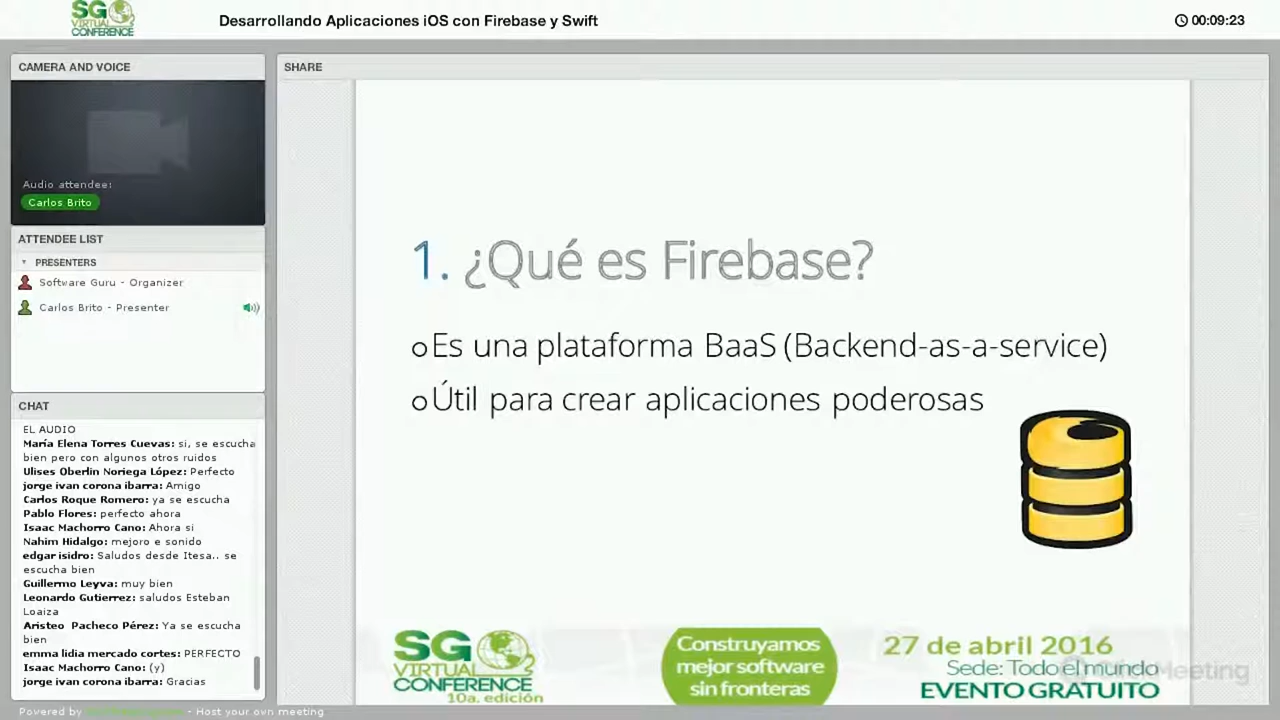 SG
VIRTUAL
CONFERENCE
Desarrollando Aplicaciones iOS con Firebase y Swift
00:09:23
CAMERA AND VOICE
Audio attendee:
Carlos Brito
ATTENDEE LIST
PRESENTERS
Software Guru - Organizer
Carlos Brito - Presenter
CHAT
EL AUDIO
María Elena Torres Cuevas: si, se escucha
bien pero con algunos otros ruidos
Ulises Oberlin Noriega López: Perfecto
jorge ivan corona ibarra: Amigo
Carlos Roque Romero: ya se escucha
Pablo Flores: perfecto ahora
Isaac Machorro Cano: Ahora si
Nahim Hidalgo: mejoro e sonido
edgar isidro: Saludos desde Itesa.. se
escucha bien
Guillermo Leyva: muy bien
Leonardo Gutierrez: saludos Esteban
Loaiza
Aristeo Pacheco Pérez: Ya se escucha
bien
emma lidia mercado cortes: PERFECTO
Isaac Machorro Cano: (y)
jorge ivan corona ibarra: Gracias
SHARE
1. ¿Qué es Firebase?
Es una plataforma BaaS (Backend-as-a-service)
Útil para crear aplicaciones poderosas
SG
VIRTUAL
CONFERENCE
10a. edición
Construyamos
mejor software
sin fronteras
27 de abril 2016
Sede: Todo el mundo
EVENTO GRATUITO
Powered by - Host your own meeting